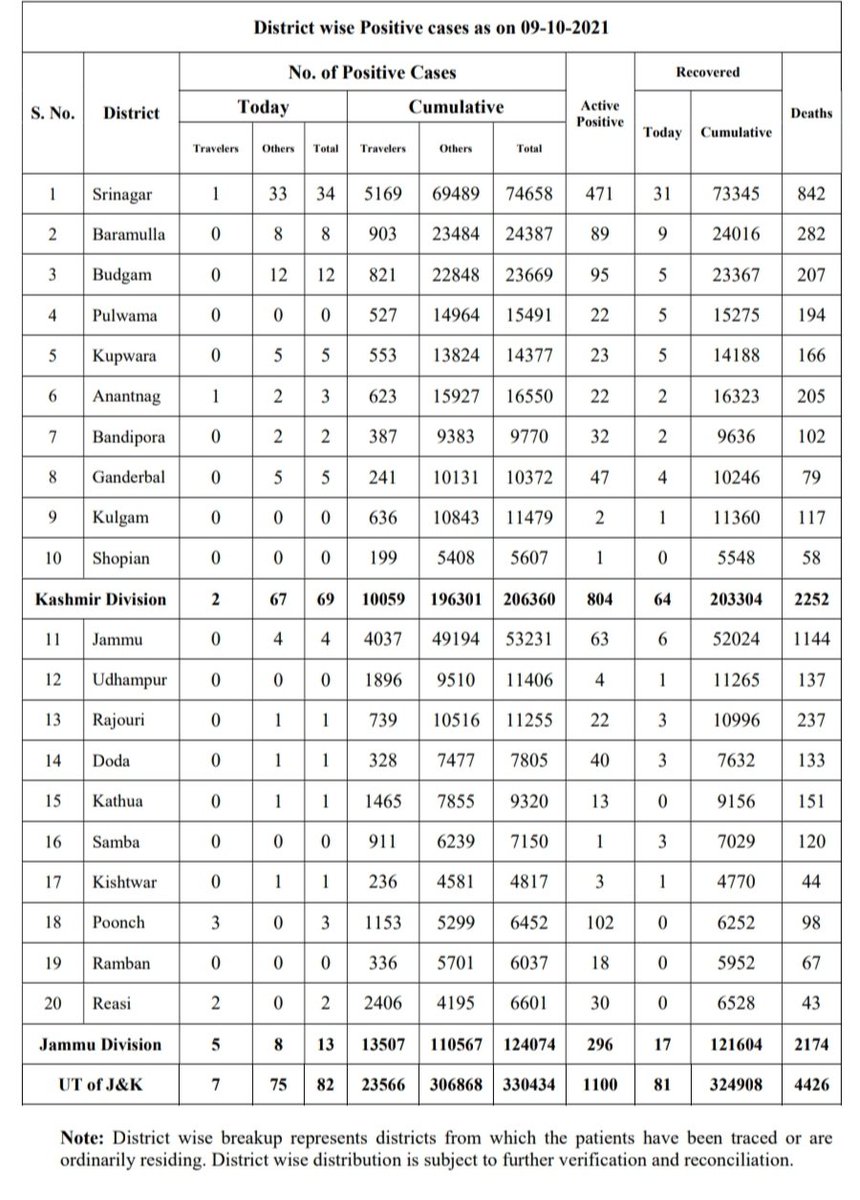 District wise Positive cases as on 09-10-2021
S. No. District No. of Positive Cases Active Positive Recovered Deaths
Today Cumulative Today Cumulative
Travelers Others Total Travelers Others Total
1 Srinagar 1 33 34 5169 69489 74658 471 31 73345 842
2 Baramulla 0 8 8 903 23484 24387 89 9 24016 282
3 Budgam 0 12 12 821 22848 23669 95 5 23367 207
4 Pulwama 0 0 0 527 14964 15491 22 5 15275 194
5 Kupwara 0 5 5 553 13824 14377 23 5 14188 166
6 Anantnag 1 2 3 623 15927 16550 22 2 16323 205
7 Bandipora 0 2 2 387 9383 9770 32 2 9636 102
8 Ganderbal 0 5 5 241 10131 10372 47 4 10246 79
9 Kulgam 0 0 0 636 10843 11479 2 1 11360 117
10 Shopian 0 0 0 199 5408 5607 1 0 5548 58
Kashmir Division 2 67 69 10059 196301 206360 804 64 203304 2252
11 Jammu 0 4 4 4037 49194 53231 63 6 52024 1144
12 Udhampur 0 0 0 1896 9510 11406 4 1 11265 137
13 Rajouri 0 1 1 739 10516 11255 22 3 10996 237
14 Doda 0 1 1 328 7477 7805 40 3 7632 133
15 Kathua 0 1 1 1465 7855 9320 13 0 9156 151
16 Samba 0 0 0 911 6239 7150 1 3 7029 120
17 Kishtwar 0 1 1 236 4581 4817 3 1 4770 44
18 Poonch 3 0 3 1153 5299 6452 102 0 6252 98
19 Ramban 0 0 0 336 5701 6037 18 0 5952 67
20 Reasi 2 0 2 2406 4195 6601 30 0 6528 43
Jammu Division 5 8 13 13507 110567 124074 296 17 121604 2174
UT of J&K 7 75 82 23566 306868 330434 1100 81 324908 4426
Note: District wise breakup represents districts from which the patients have been traced or are
ordinarily residing. District wise distribution is subject to further verification and reconciliation.